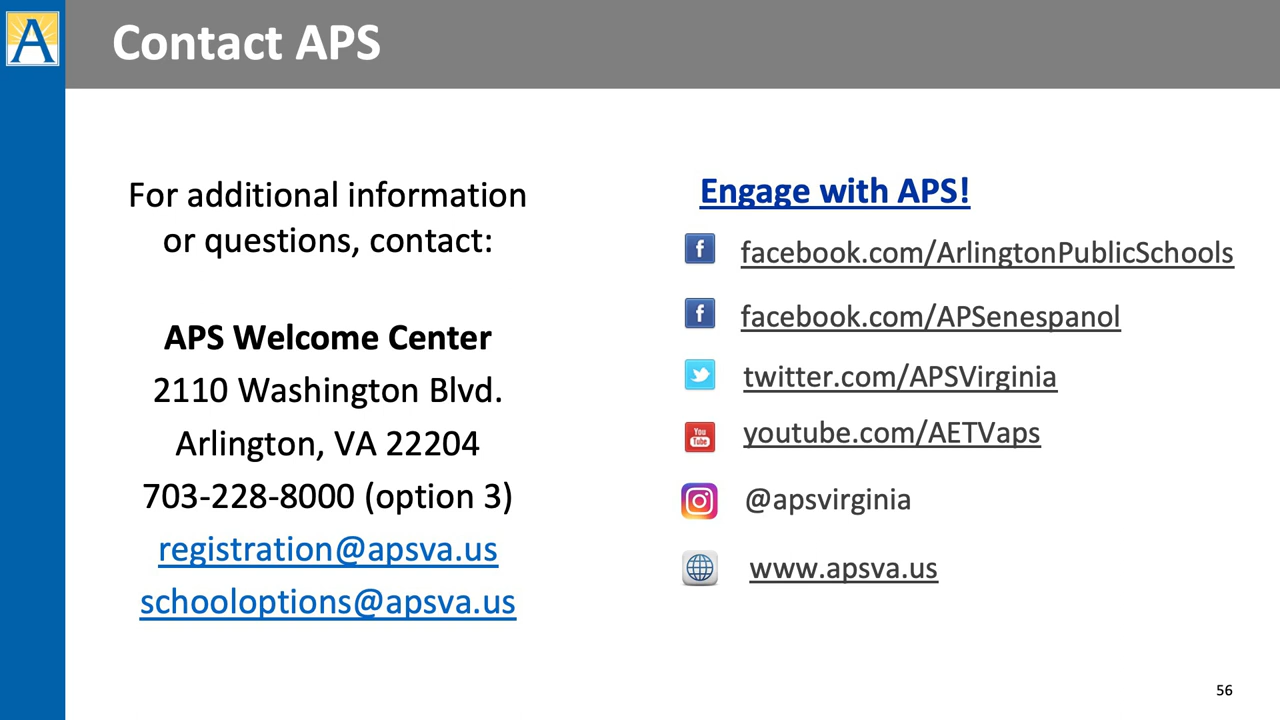 A
Contact APS
For additional information
or questions, contact:
APS Welcome Center
2110 Washington Blvd.
Arlington, VA 22204
703-228-8000 (option 3)
registration@apsva.us
schooloptions@apsva.us
Engage with APS!
f facebook.com/ArlingtonPublicSchools
f facebook.com/APSenespanol
twitter.com/APSVirginia
You
Tube
youtube.com/AETVaps
@apsvirginia
www.apsva.us
56